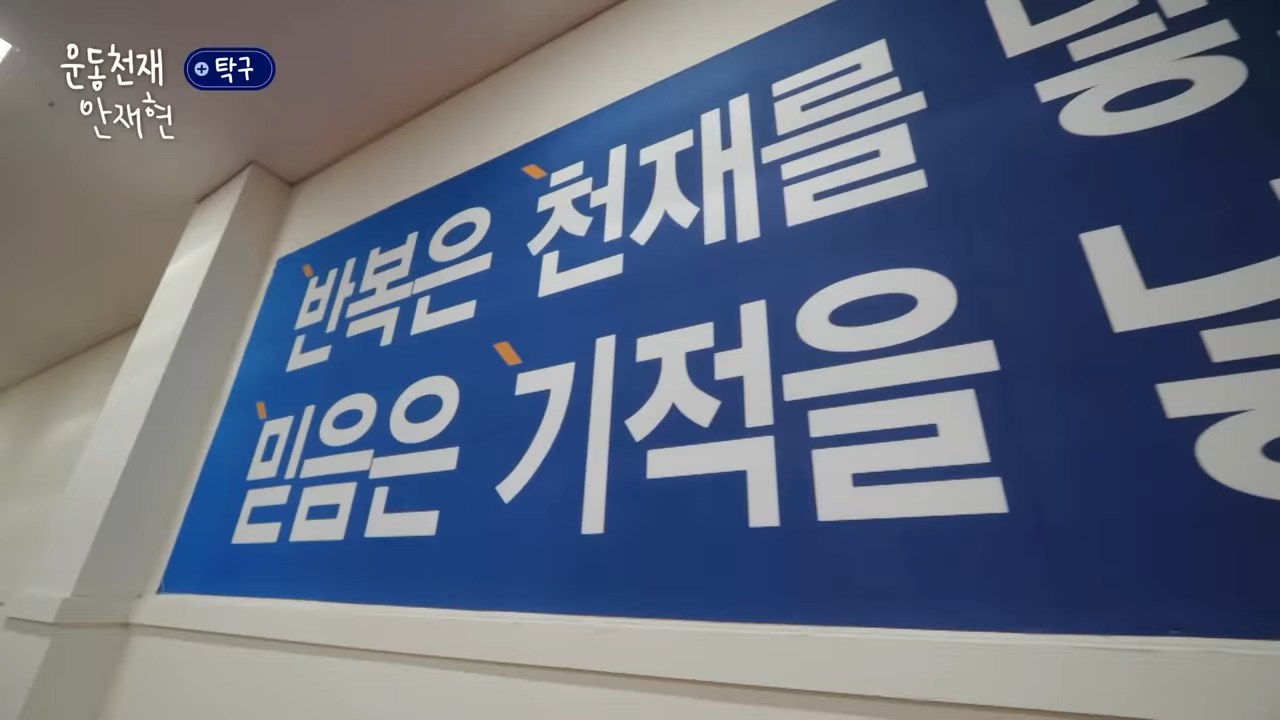 운동천재
안재현
탁구
반복은 천재를
믿음은 기적을